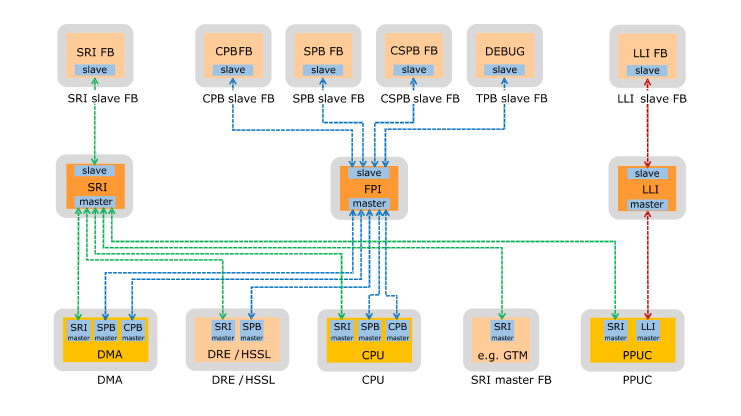 SRI FB
slave
SRI slave FB
CPBFB
slave
CPB slave FB
SPB FB
slave
SPB slave FB
CSPB FB
slave
CSPB slave FB
DEBUG
slave
TPB slave FB
LLI FB
slave
LLI slave FB
slave
SRI
master
slave
FPI
master
slave
LLI
master
SRI
master
SPB
master
CPB
master
DMA
DMA
SRI
master
SPB
master
DRE / HSSL
DRE / HSSL
SRI
master
SPB
master
CPB
master
CPU
CPU
SRI
master
e.g. GTM
SRI master FB
SRI
master
LLI
master
PPUC
PPUC